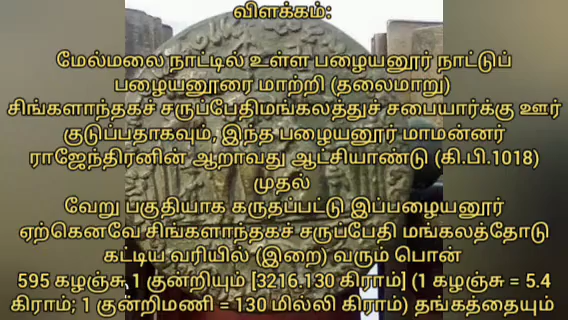 விளக்கம்:
மேல்மலை நாட்டில் உள்ள பழையனூர் நாட்டுப்
பழையனூரை மாற்றி (தலைமாறு)
சிங்களாந்தகச் சருப்பேதிமங்கலத்துச் சபையார்க்கு ஊர்
குடுப்பதாகவும், இந்த பழையனூர் மாமன்னர்
ராஜேந்திரனின் ஆறாவது ஆட்சியாண்டு (கி.பி.1018)
முதல்
வேறு பகுதியாக கருதப்பட்டு இப்பழையனூர்
ஏற்கெனவே சிங்களாந்தகச் சருப்பேதி மங்கலத்தோடு
கட்டிய வரியில் (இறை) வரும் பொன்
595 கழஞ்சு,1 குன்றியும் [3216.130 கிராம்] (1 கழஞ்சு = 5.4
கிராம்; 1 குன்றிமணி = 130 மில்லி கிராம்) தங்கத்தையும்